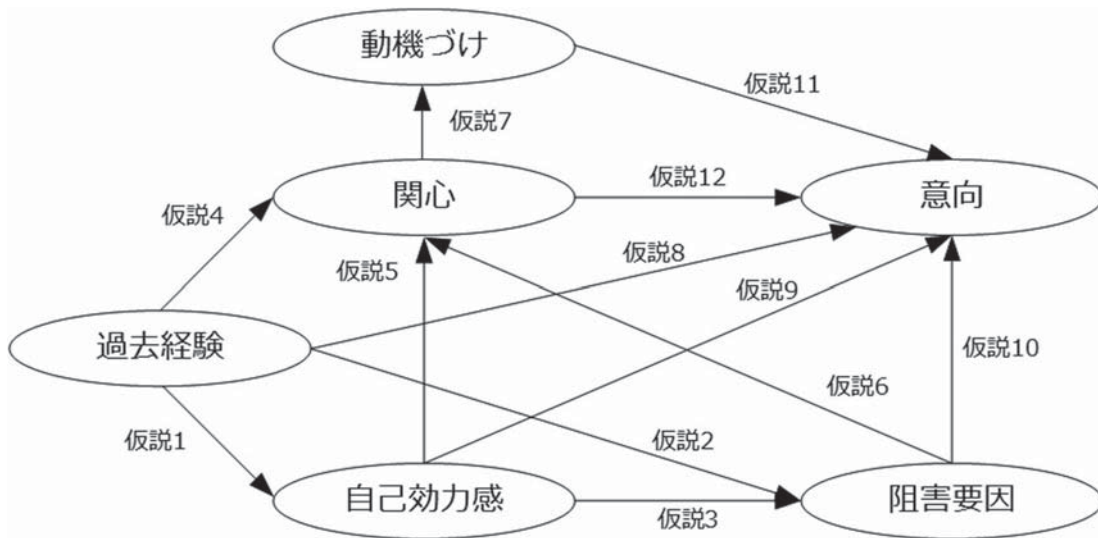 動機づけ
仮説11
仮説7
関心
仮説12
意向
仮説4
仮説5
仮説8
仮説9
過去経験
仮説10
仮説6
仮説1
仮説2
自己効力感
仮説3
阻害要因